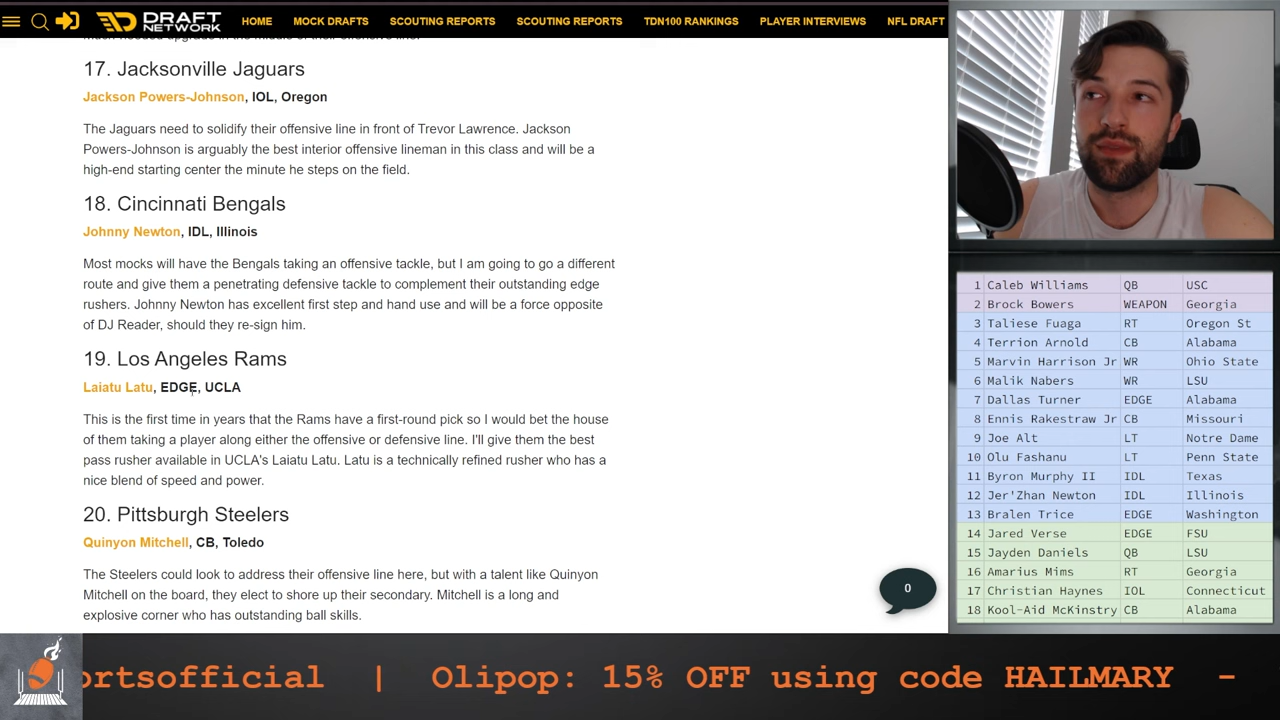 DRAFT NETWORK
HOME
MOCK DRAFTS
SCOUTING REPORTS
SCOUTING REPORTS
TDN100 RANKINGS
PLAYER INTERVIEWS
NFL DRAFT
17. Jacksonville Jaguars
Jackson Powers-Johnson, IOL, Oregon
The Jaguars need to solidify their offensive line in front of Trevor Lawrence. Jackson
Powers-Johnson is arguably the best interior offensive lineman in this class and will be a
high-end starting center the minute he steps on the field.
18. Cincinnati Bengals
Johnny Newton, IDL, Illinois
Most mocks will have the Bengals taking an offensive tackle, but I am going to go a different
route and give them a penetrating defensive tackle to complement their outstanding edge
rushers. Johnny Newton has excellent first step and hand use and will be a force opposite
of DJ Reader, should they re-sign him.
19. Los Angeles Rams
Laiatu Latu, EDGE, UCLA
This is the first time in years that the Rams have a first-round pick so I would bet the house
of them taking a player along either the offensive or defensive line. I'll give them the best
pass rusher available in UCLA's Laiatu Latu. Latu is a technically refined rusher who has a
nice blend of speed and power.
20. Pittsburgh Steelers
Quinyon Mitchell, CB, Toledo
The Steelers could look to address their offensive line here, but with a talent like Quinyon
Mitchell on the board, they elect to shore up their secondary. Mitchell is a long and
explosive corner who has outstanding ball skills.
0
1 Caleb Williams QB USC
2 Brock Bowers WEAPON Georgia
3 Taliese Fuaga RT Oregon St
4 Terrion Arnold CB Alabama
5 Marvin Harrison Jr WR Ohio State
6 Malik Nabers WR LSU
7 Dallas Turner EDGE Alabama
8 Ennis Rakestraw Jr CB Missouri
9 Joe Alt LT Notre Dame
10 Olu Fashanu LT Penn State
11 Byron Murphy II IDL Texas
12 Jer'Zhan Newton IDL Illinois
13 Bralen Trice EDGE Washington
14 Jared Verse EDGE FSU
15 Jayden Daniels QB LSU
16 Amarius Mims RT Georgia
17 Christian Haynes IOL Connecticut
18 Kool-Aid McKinstry CB Alabama
ortsofficial | Olipop: 15% OFF using code HAILMARY -